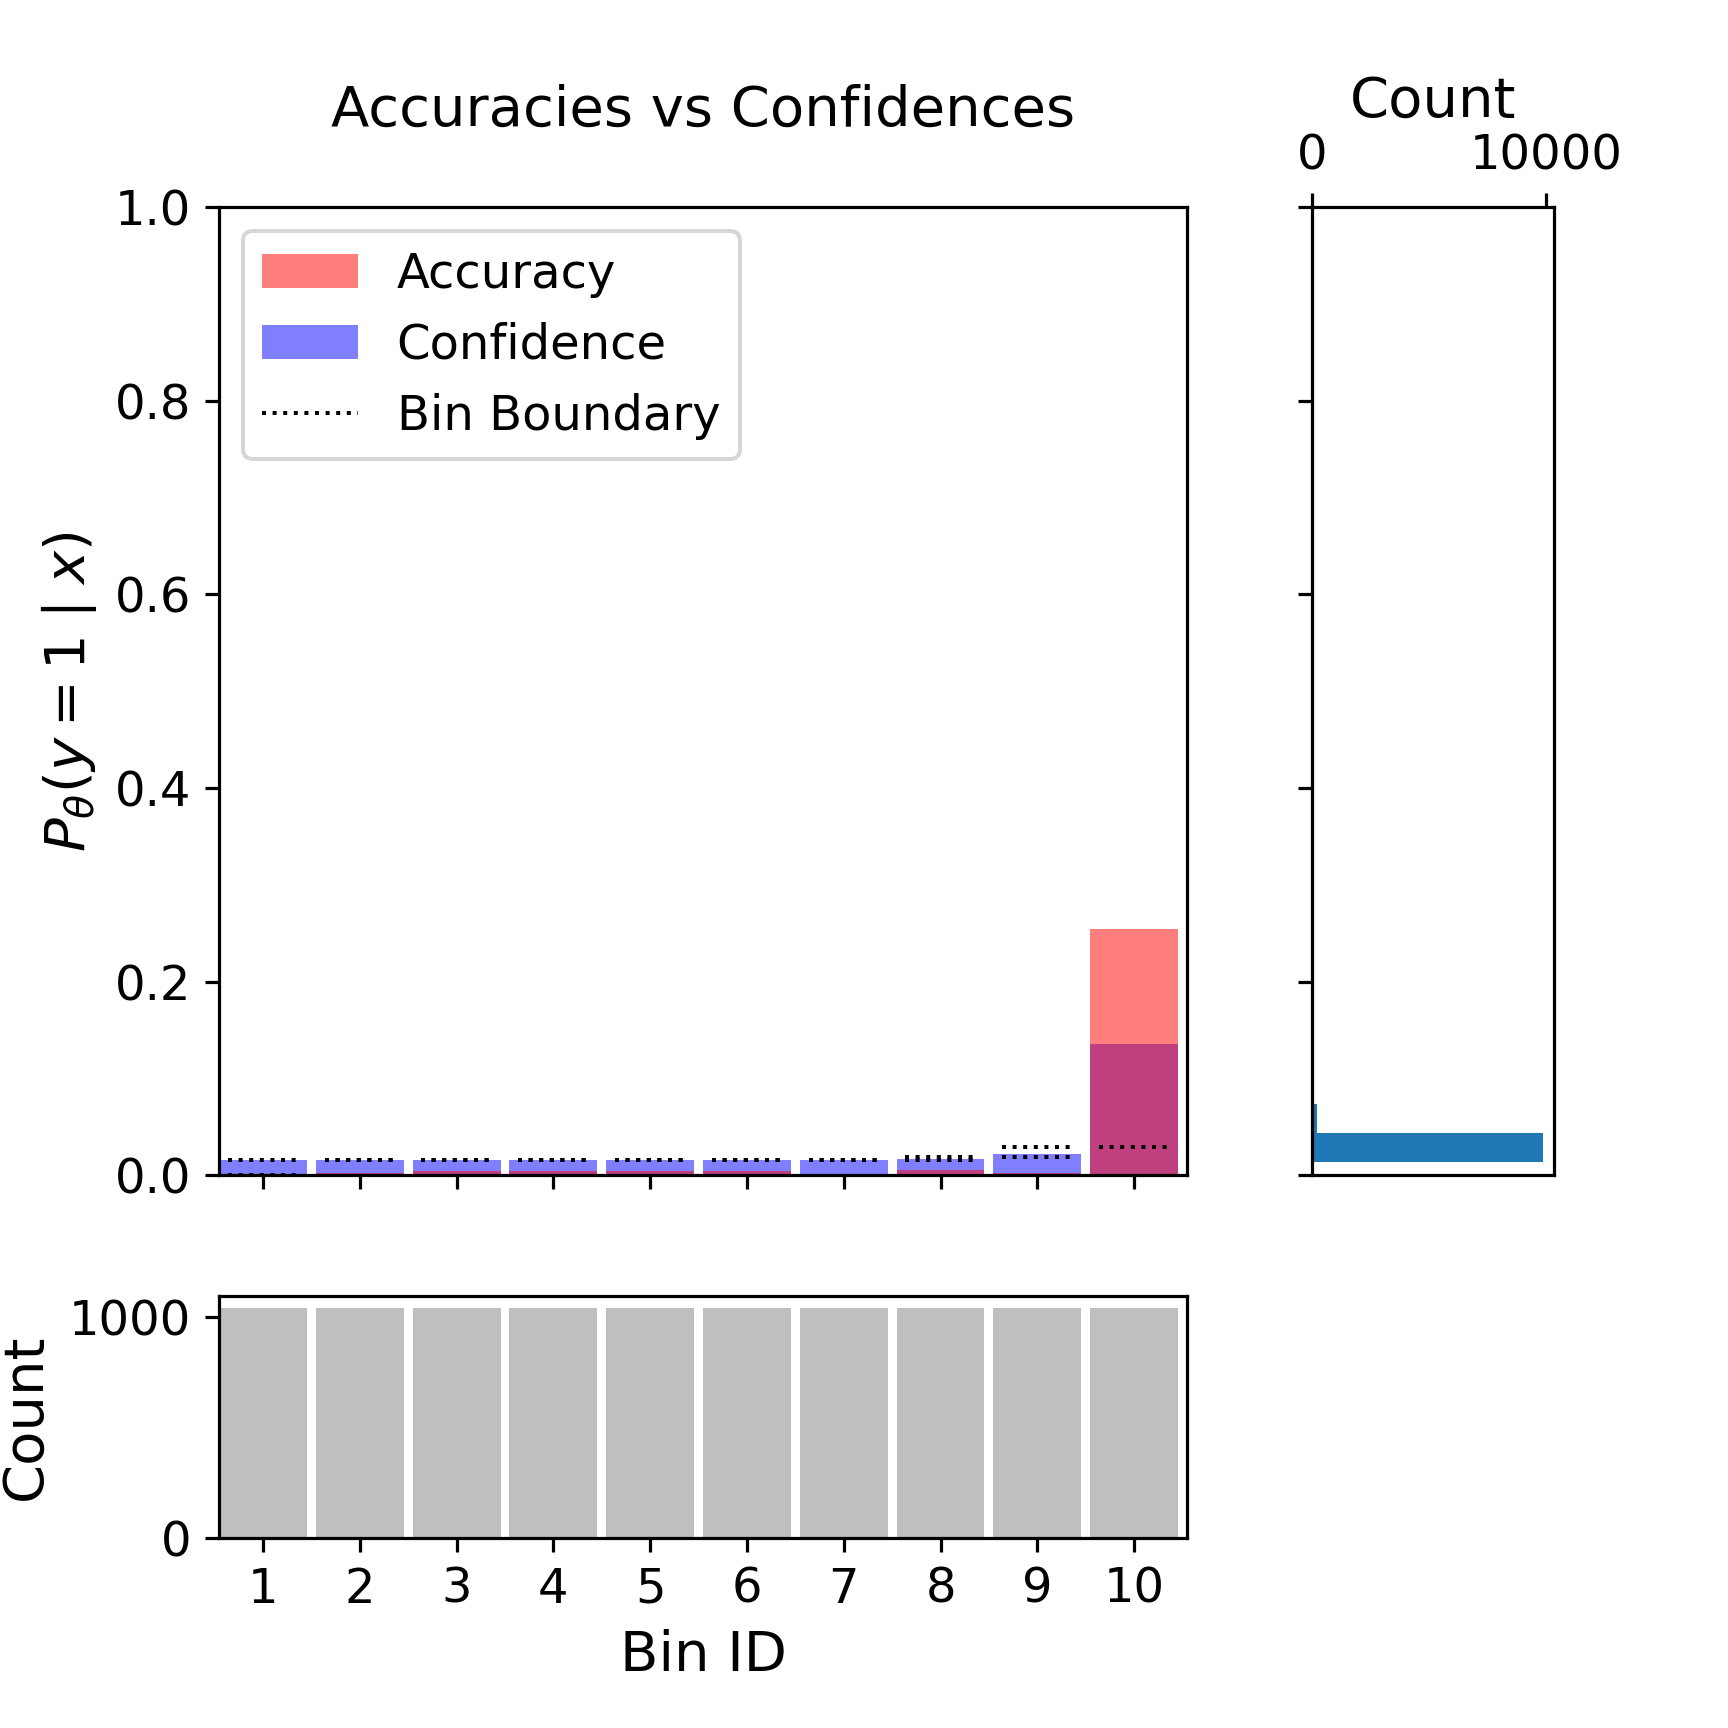 Accuracies vs Confidences
Count
0 10000
1.0
0.8
0.6
0.4
0.2
0.0
P_θ(y = 1 | x)
Accuracy
Confidence
Bin Boundary
1000
0
Count
1 2 3 4 5 6 7 8 9 10
Bin ID